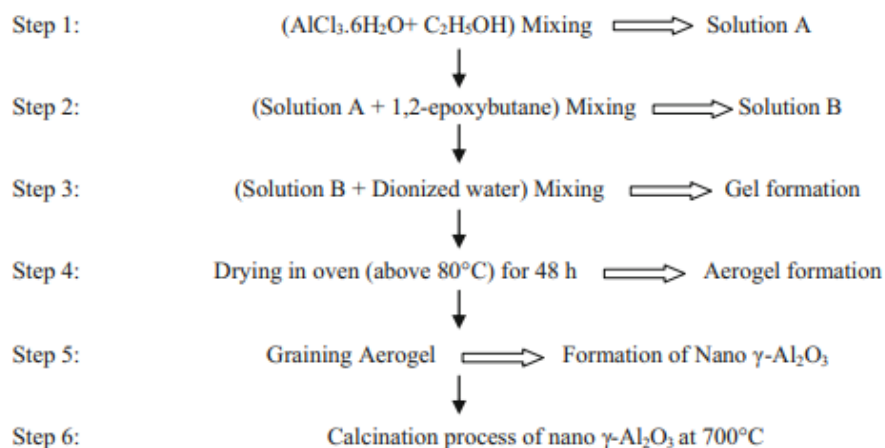 Step 1: (AlCl₃.6H₂O+ C₂H₅OH) Mixing Solution A
Step 2: (Solution A + 1,2-epoxybutane) Mixing Solution B
Step 3: (Solution B + Dionized water) Mixing Gel formation
Step 4: Drying in oven (above 80°C) for 48 h Aerogel formation
Step 5: Graining Aerogel Formation of Nano γ-Al₂O₃
Step 6: Calcination process of nano γ-Al₂O₃ at 700°C